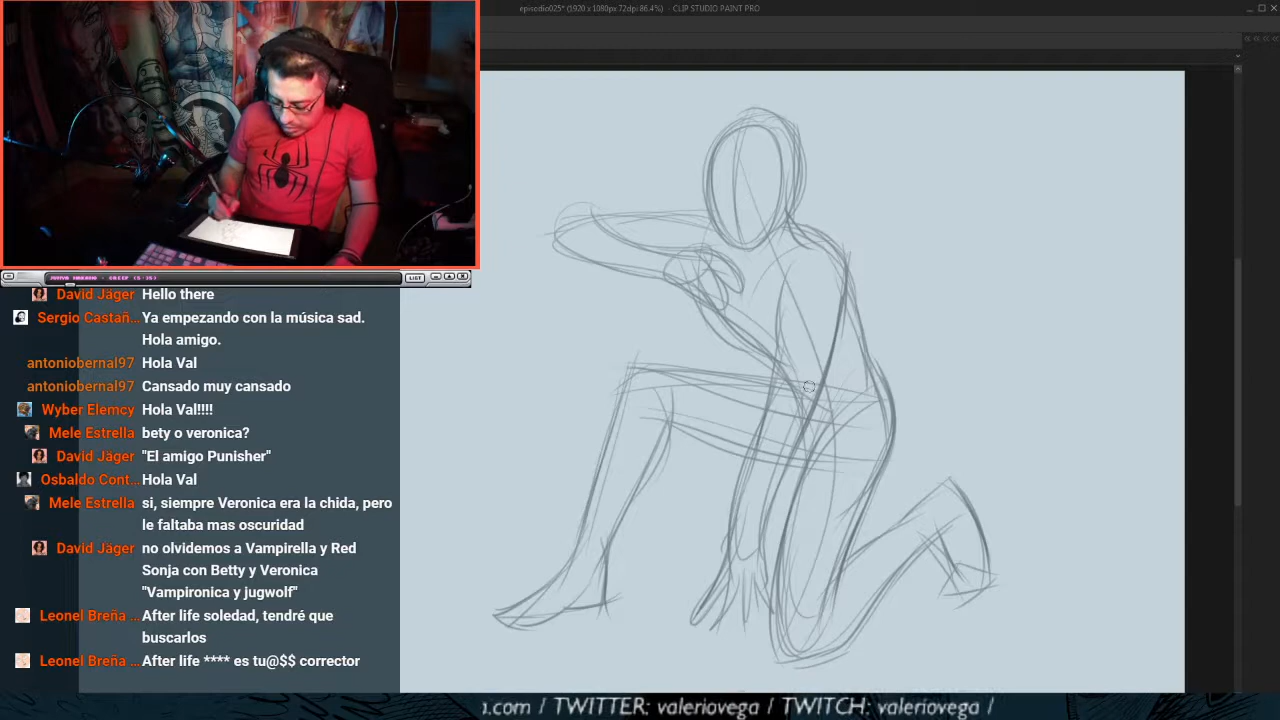 episodio025* (1920 x 1080px 72dpi 86.4%) - CLIP STUDIO PAINT PRO
LIST
David Jäger Hello there
Sergio Castañ... Ya empezando con la música sad.
Hola amigo.
antoniobernal97 Hola Val
antoniobernal97 Cansado muy cansado
Wyber Elemcy Hola Val!!!!
Mele Estrella bety o veronica?
David Jäger "El amigo Punisher"
Osbaldo Cont... Hola Val
Mele Estrella si, siempre Veronica era la chida, pero
le faltaba mas oscuridad
David Jäger no olvidemos a Vampirella y Red
Sonja con Betty y Veronica
"Vampironica y jugwolf"
Leonel Breña ... After life soledad, tendré que
buscarlos
Leonel Breña ... After life **** es tu@$$ corrector
.com / TWITTER: valeriovega / TWITCH: valeriovega /